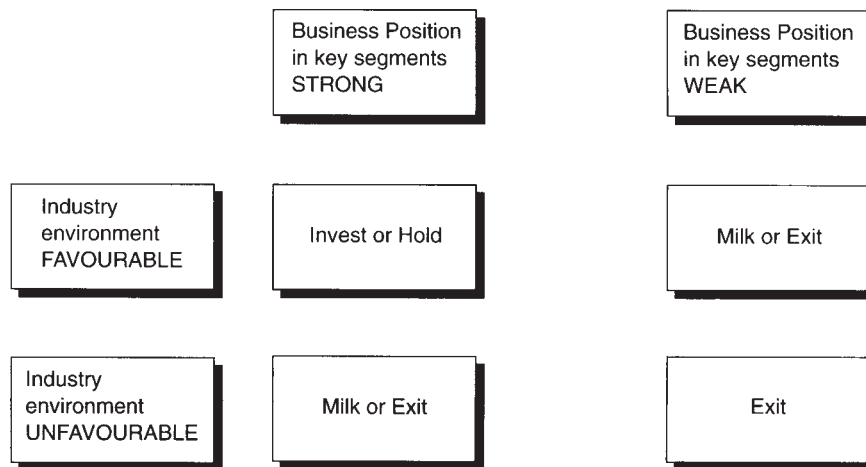 Business Position
in key segments
STRONG
Business Position
in key segments
WEAK
Industry
environment
FAVOURABLE
Invest or Hold
Milk or Exit
Industry
environment
UNFAVOURABLE
Milk or Exit
Exit